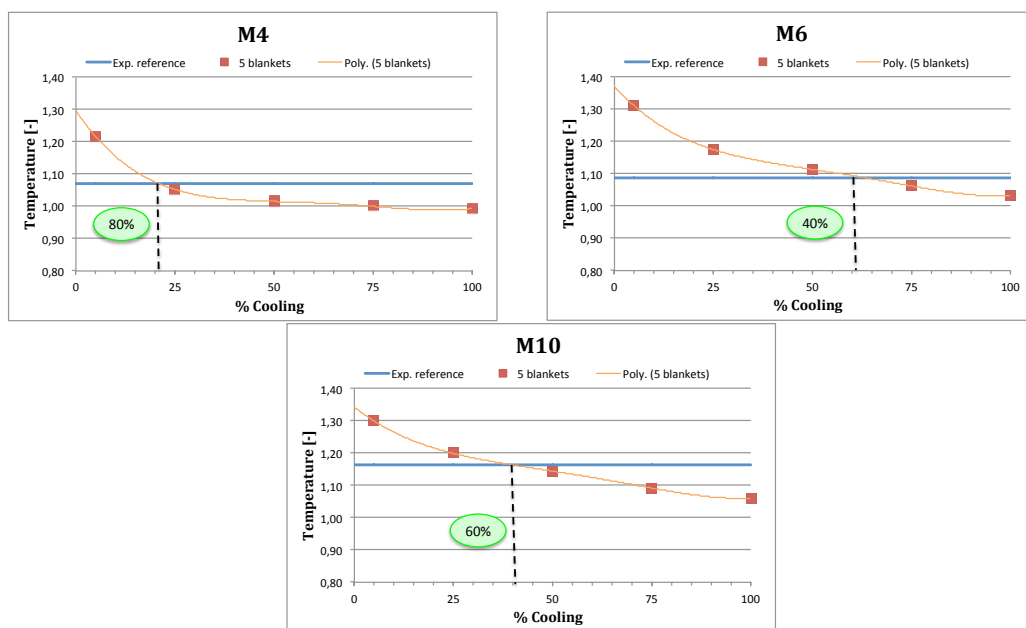 M4
Exp. reference 5 blankets Poly. (5 blankets)
1,40
1,30
1,20
1,10
1,00
0,90
0,80
Temperature [-]
80%
0 25 50 75 100
% Cooling
M6
Exp. reference 5 blankets Poly. (5 blankets)
1,40
1,30
1,20
1,10
1,00
0,90
0,80
Temperature [-]
40%
0 25 50 75 100
% Cooling
M10
Exp. reference 5 blankets Poly. (5 blankets)
1,40
1,30
1,20
1,10
1,00
0,90
0,80
Temperature [-]
60%
0 25 50 75 100
% Cooling